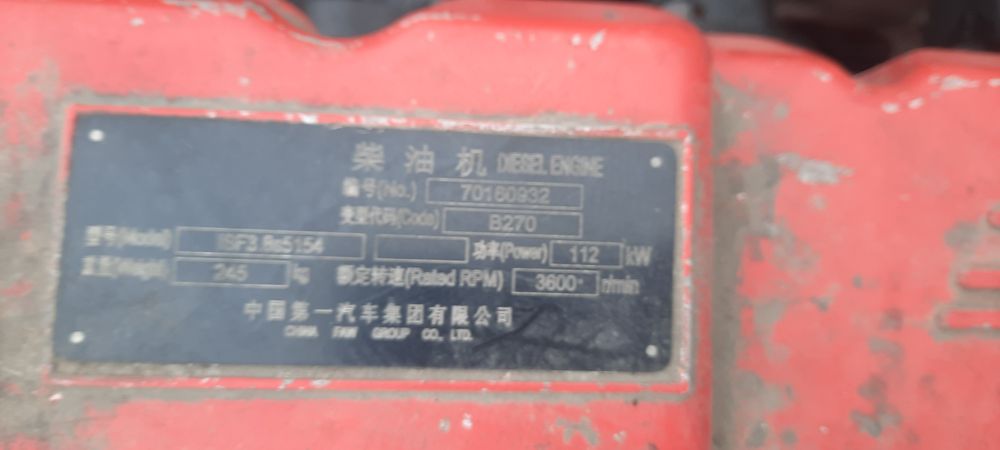 柴油机 DIESEL ENGINE
编号(No.) 70160932
变型代码(Code) B270
型号(Model) ISF3.8s5154 功率(Power) 112 kW
重量(Weight) 245 kg 额定转速(Rated RPM) 3600 r/min
中国第一汽车集团有限公司
CHINA FAW GROUP CO., LTD.